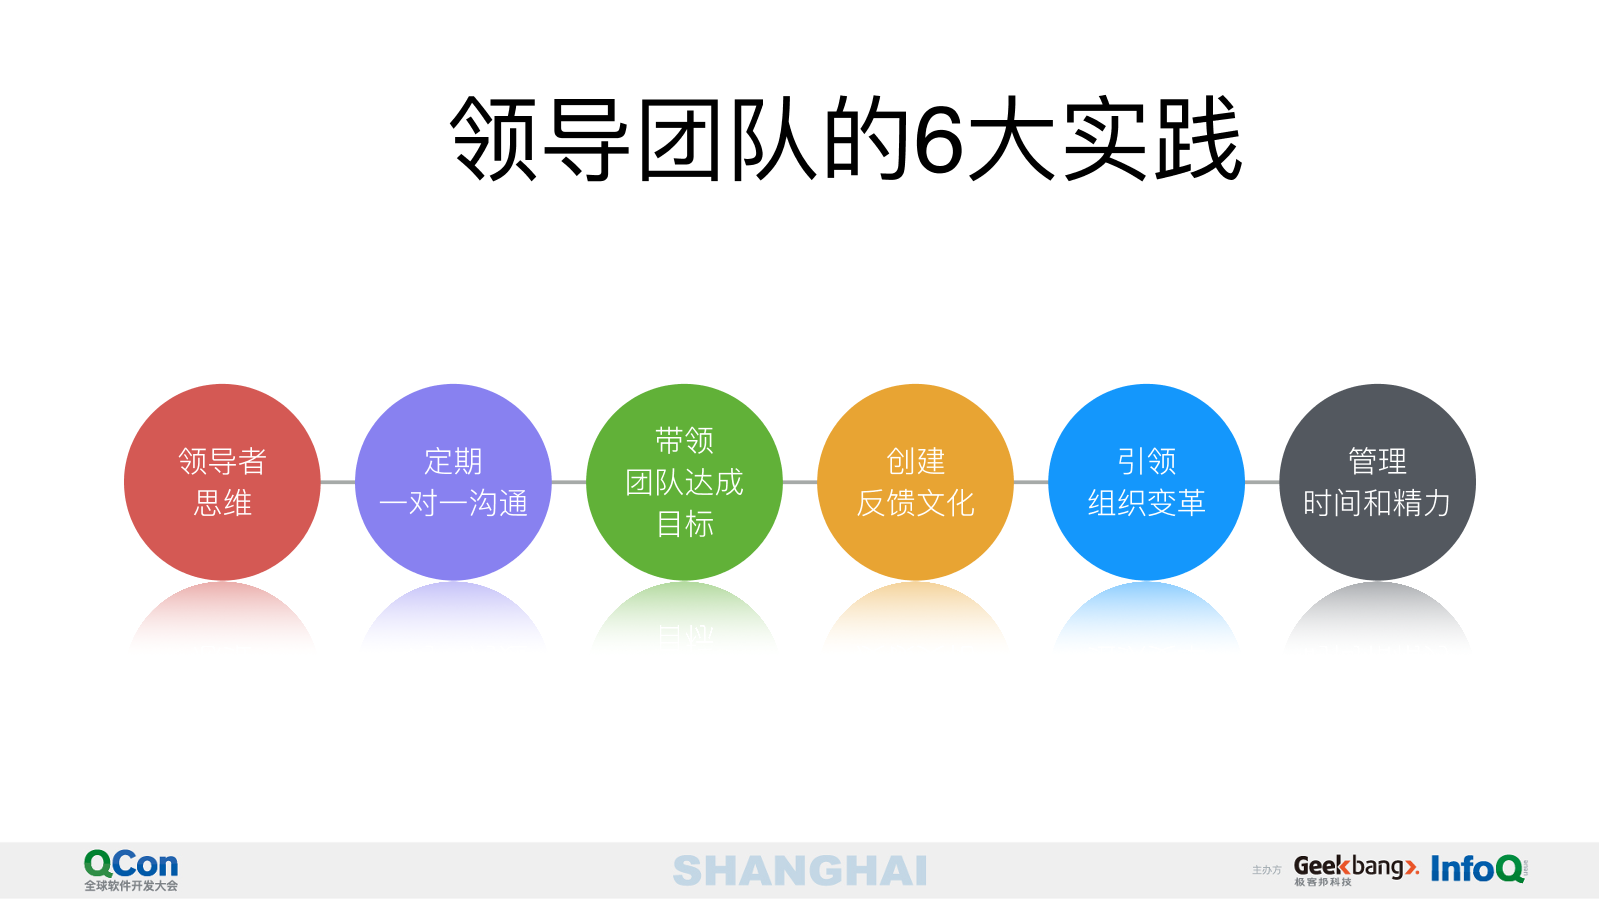 领导团队的6大实践
领导者
思维
定期
一对一沟通
带领
团队达成
目标
创建
反馈文化
引领
组织变革
管理
时间和精力
QCon
全球软件开发大会
SHANGHAI
主办方
Geekbang>.
极客邦科技
InfoQ